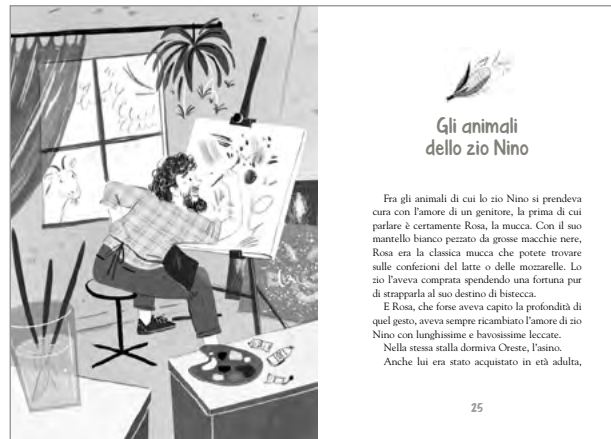 Gli animali
dello zio Nino
Fra gli animali di cui lo zio Nino si prendeva
cura con l'amore di un genitore, la prima di cui
parlare è certamente Rosa, la mucca. Con il suo
mantello bianco pezzato da grosse macchie nere,
Rosa era la classica mucca che potete trovare
sulle confezioni del latte o delle mozzarelle. Lo
zio l'aveva comprata spendendo una fortuna pur
di strapparla al suo destino di bistecca.
E Rosa, che forse aveva capito la profondità di
quel gesto, aveva sempre ricambiato l'amore di zio
Nino con lunghissime e bavosissime leccate.
Nella stessa stalla dormiva Oreste, l'asino.
Anche lui era stato acquistato in età adulta,
25